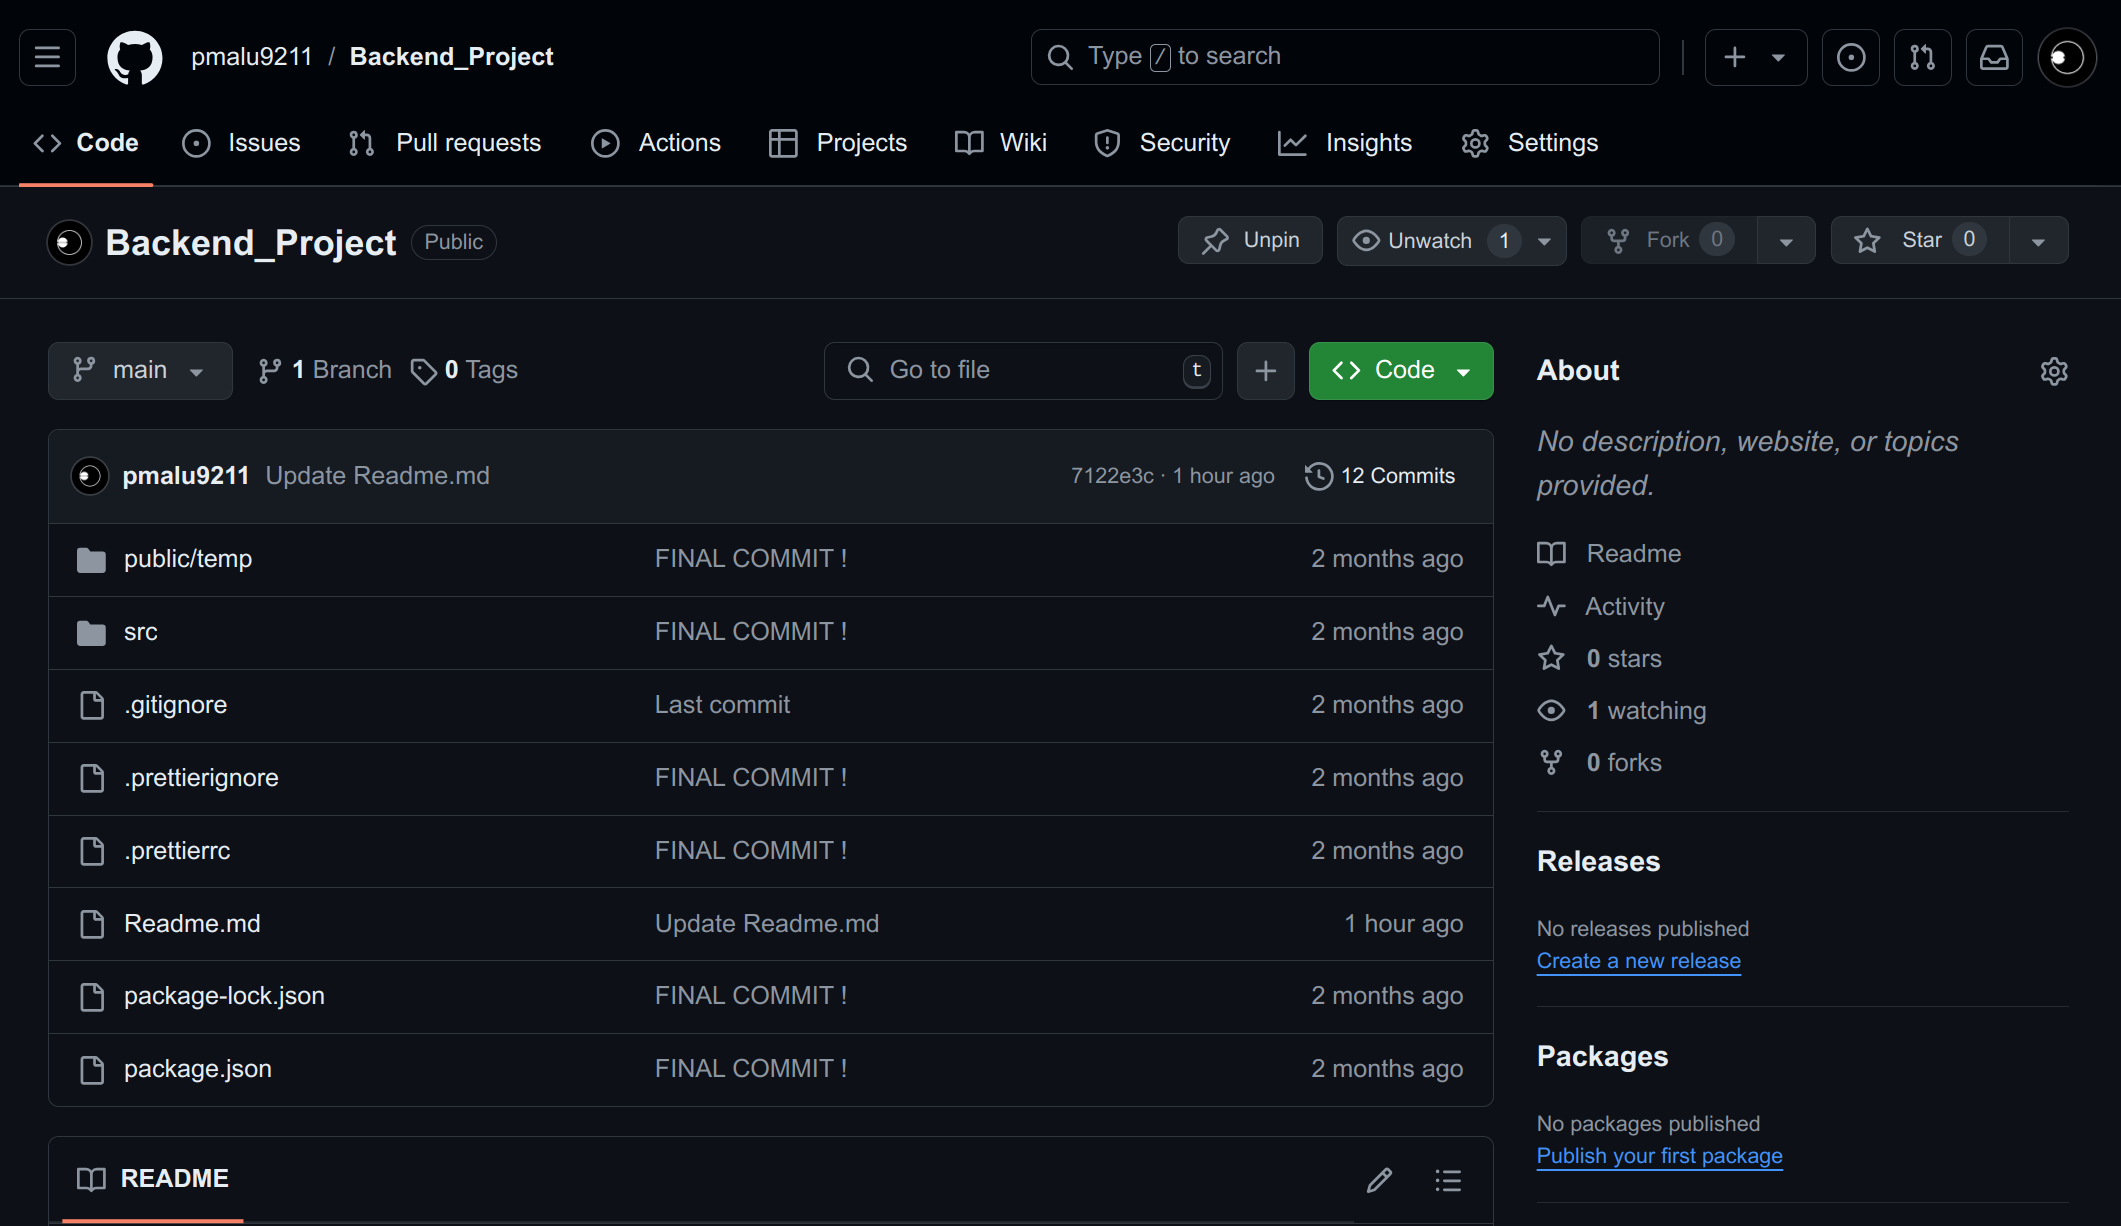 pmalu9211 / Backend_Project
Type / to search
Code Issues Pull requests Actions Projects Wiki Security Insights Settings
Backend_Project Public
Unpin Unwatch 1 Fork 0 Star 0
main 1 Branch 0 Tags Go to file t Code
pmalu9211 Update Readme.md 7122e3c · 1 hour ago 12 Commits
public/temp FINAL COMMIT ! 2 months ago
src FINAL COMMIT ! 2 months ago
.gitignore Last commit 2 months ago
.prettierignore FINAL COMMIT ! 2 months ago
.prettierrc FINAL COMMIT ! 2 months ago
Readme.md Update Readme.md 1 hour ago
package-lock.json FINAL COMMIT ! 2 months ago
package.json FINAL COMMIT ! 2 months ago
README
About
No description, website, or topics
provided.
Readme
Activity
0 stars
1 watching
0 forks
Releases
No releases published
Create a new release
Packages
No packages published
Publish your first package